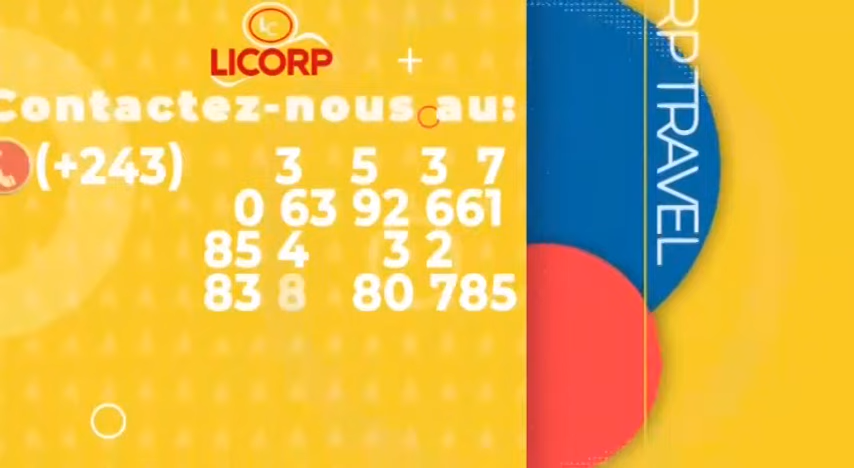 LC
LICORP
Contactez-nous au:
(+243) 3 5 3 7
0 63 92 661
85 4 3 2
83 8 80 785
RP TRAVEL